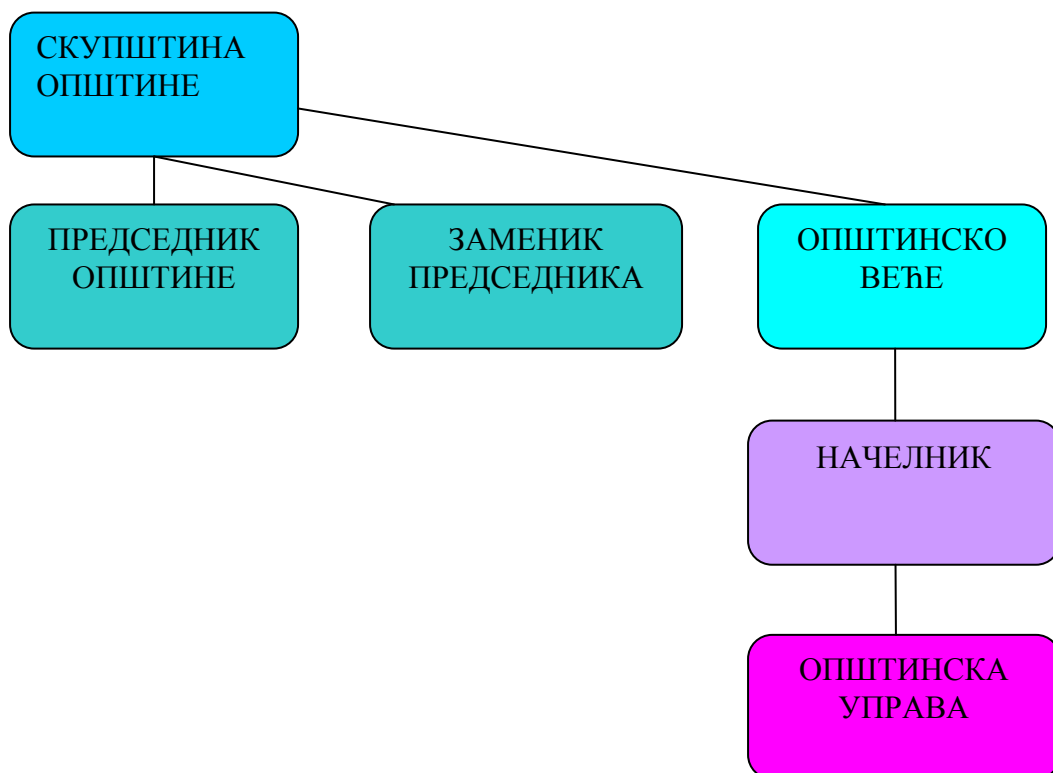 СКУПШТИНА
ОПШТИНЕ
ПРЕДСЕДНИК
ОПШТИНЕ
ЗАМЕНИК
ПРЕДСЕДНИКА
ОПШТИНСКО
ВЕЋЕ
НАЧЕЛНИК
ОПШТИНСКА
УПРАВА